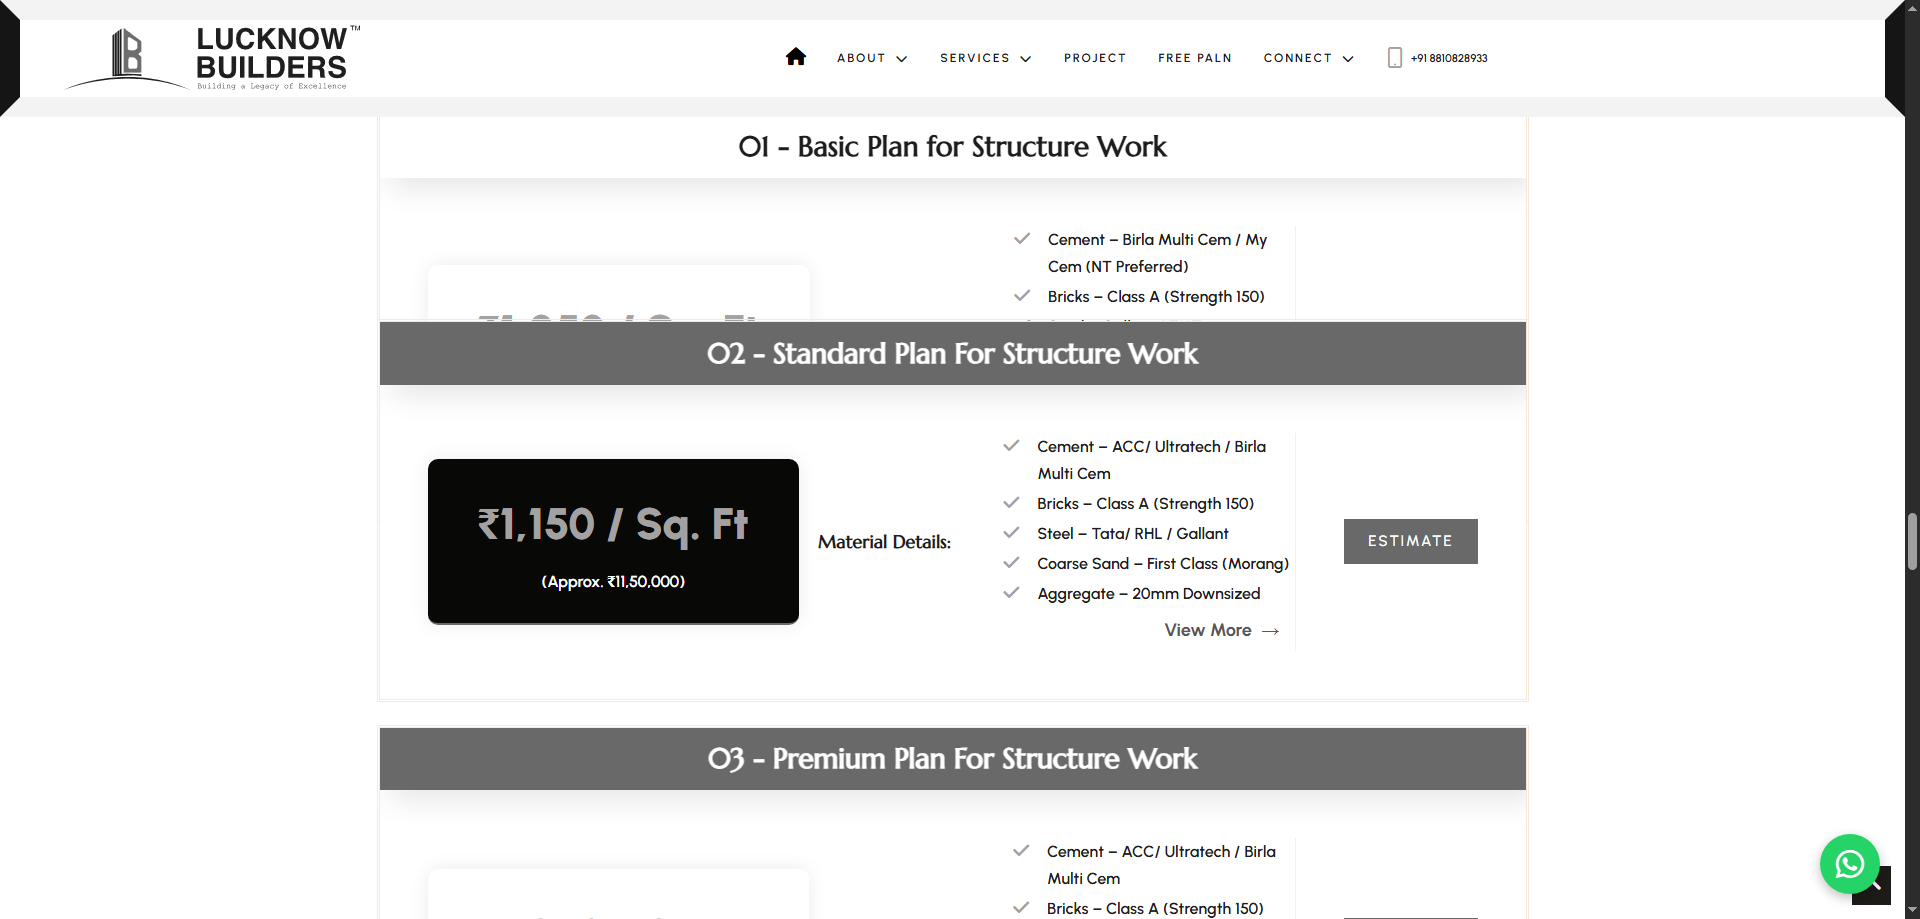 LUCKNOW™
BUILDERS
Building a Legacy of Excellence
ABOUT
SERVICES
PROJECT
FREE PALN
CONNECT
+91 8810828933
01 - Basic Plan for Structure Work
Cement – Birla Multi Cem / My
Cem (NT Preferred)
Bricks – Class A (Strength 150)
02 - Standard Plan For Structure Work
₹1,150 / Sq. Ft
(Approx. ₹11,50,000)
Material Details:
Cement – ACC/ Ultratech / Birla
Multi Cem
Bricks – Class A (Strength 150)
Steel – Tata/ RHL / Gallant
Coarse Sand – First Class (Morang)
Aggregate – 20mm Downsized
View More →
ESTIMATE
03 - Premium Plan For Structure Work
Cement – ACC/ Ultratech / Birla
Multi Cem
Bricks – Class A (Strength 150)